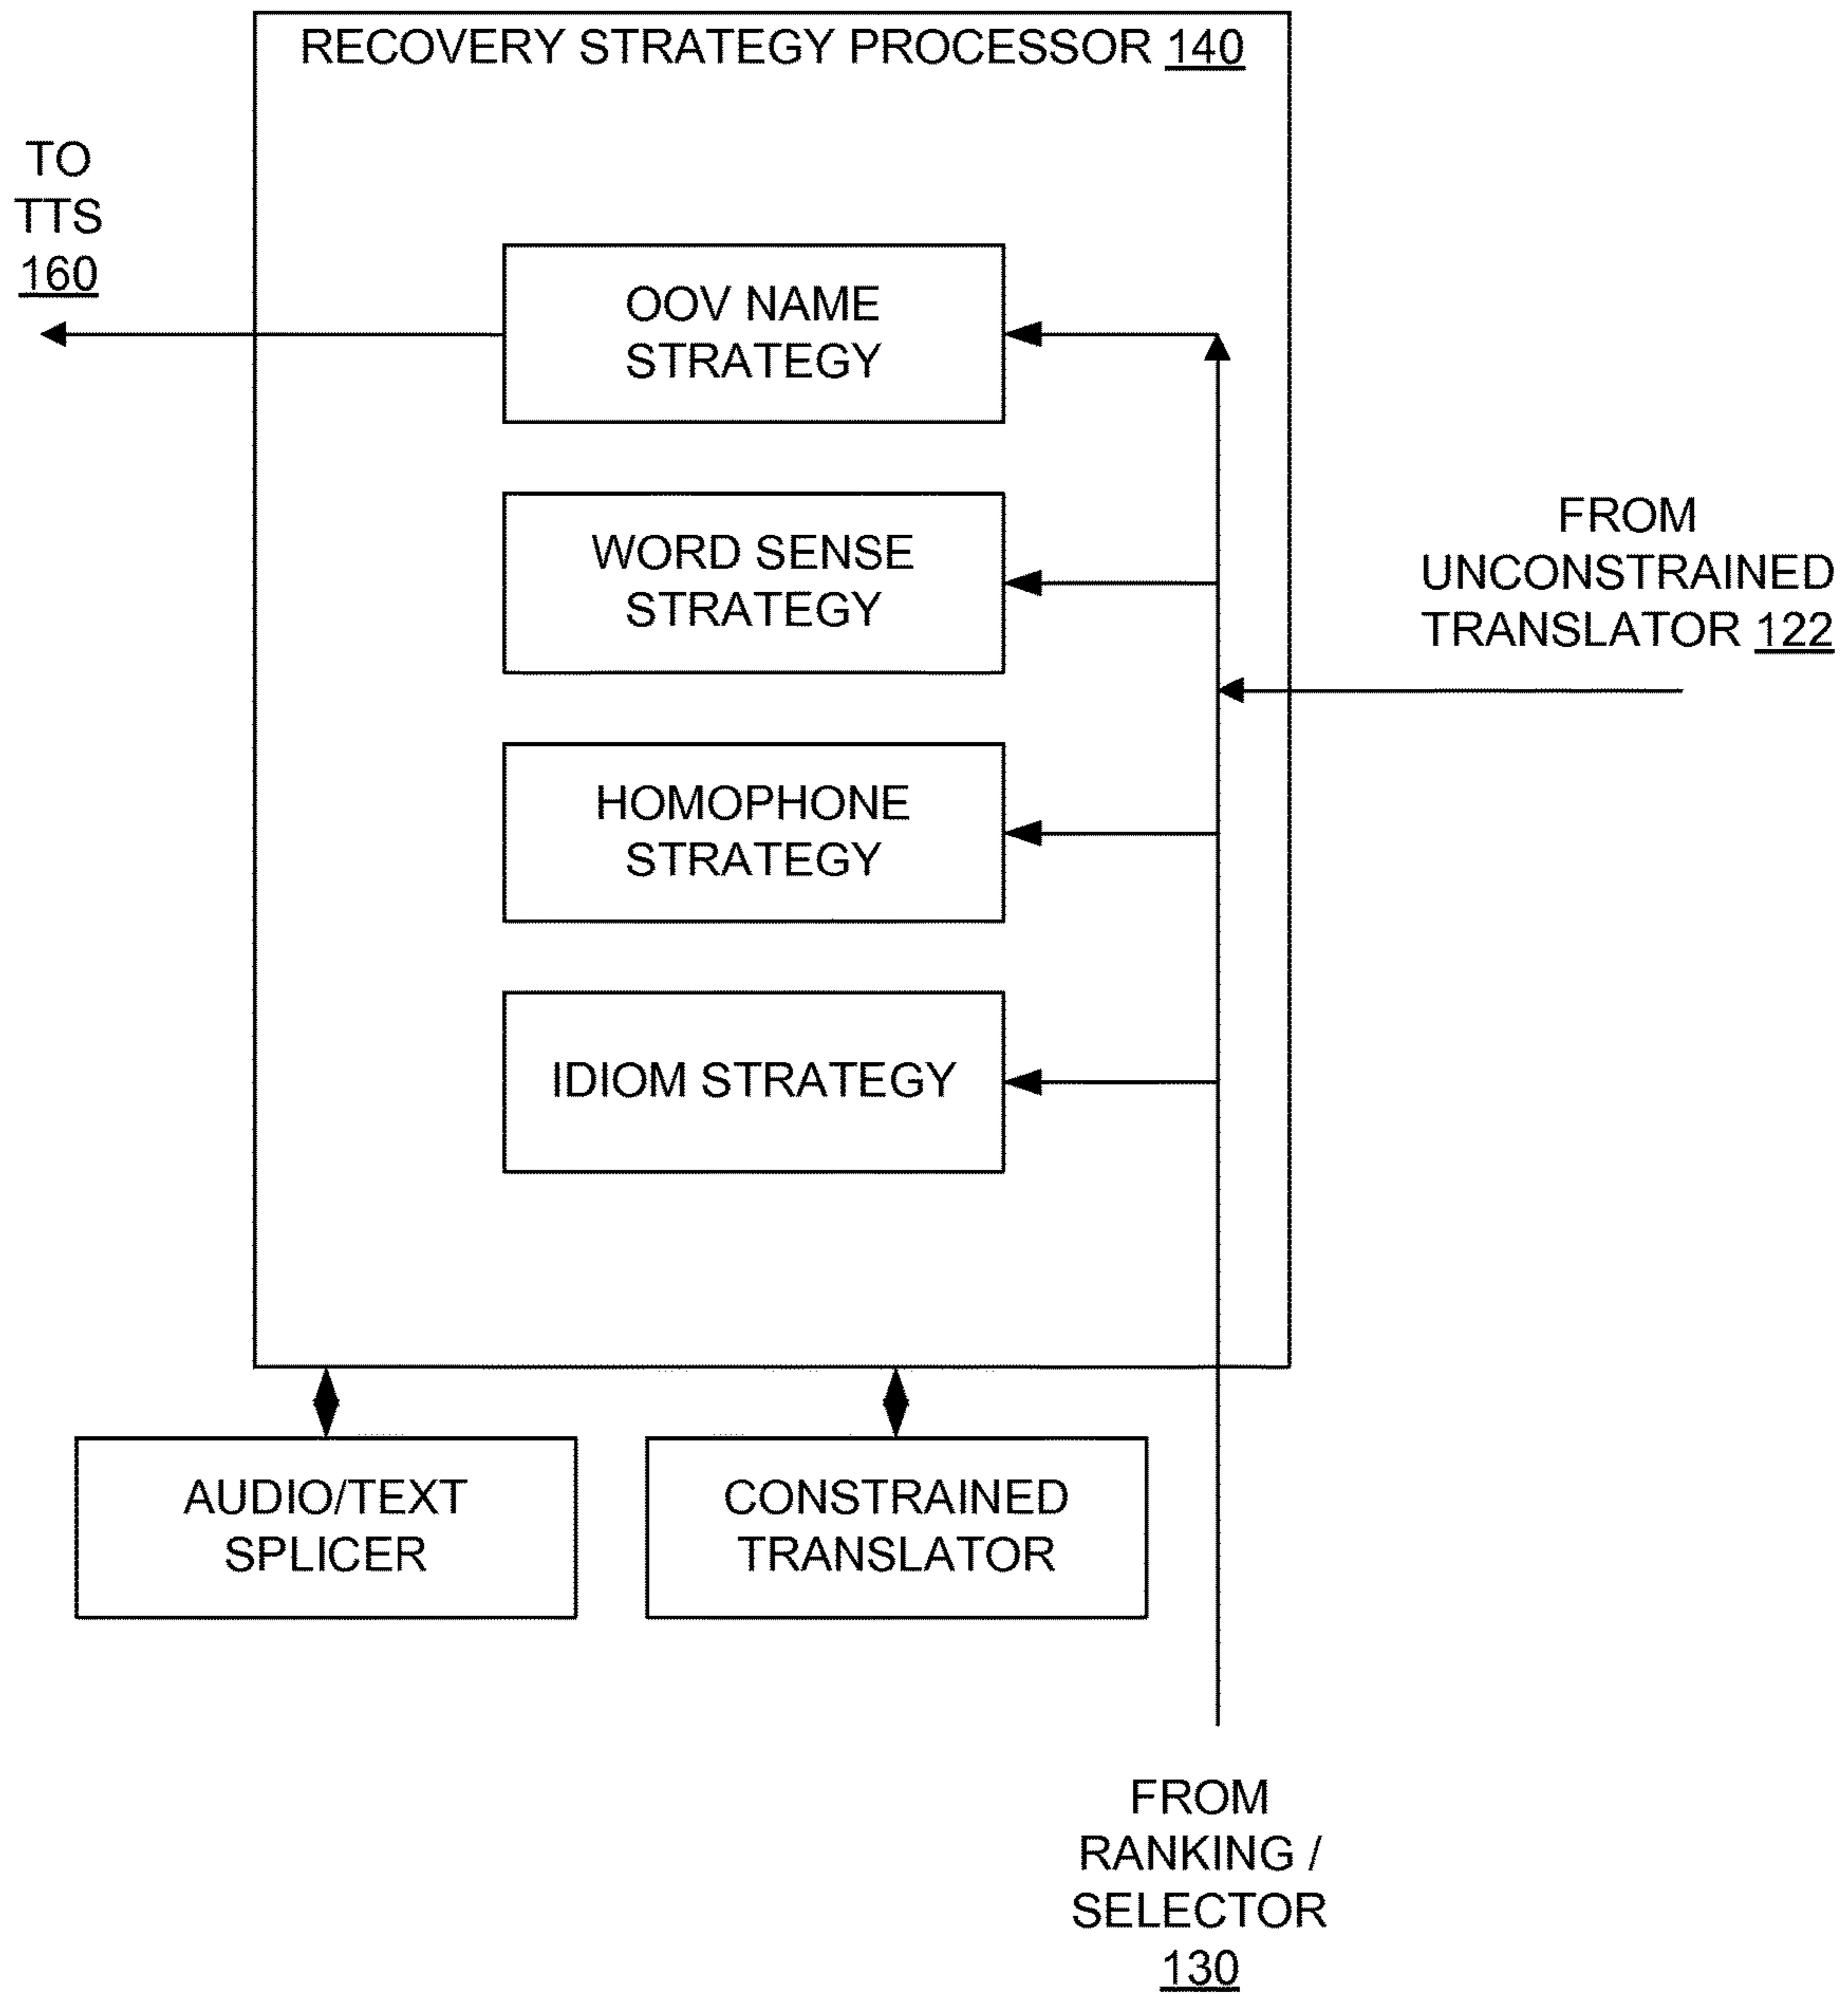 RECOVERY STRATEGY PROCESSOR 140
TO
TTS
160
OOV NAME
STRATEGY
WORD SENSE
STRATEGY
FROM
UNCONSTRAINED
TRANSLATOR 122
HOMOPHONE
STRATEGY
IDIOM STRATEGY
AUDIO/TEXT
SPLICER
CONSTRAINED
TRANSLATOR
FROM
RANKING /
SELECTOR
130